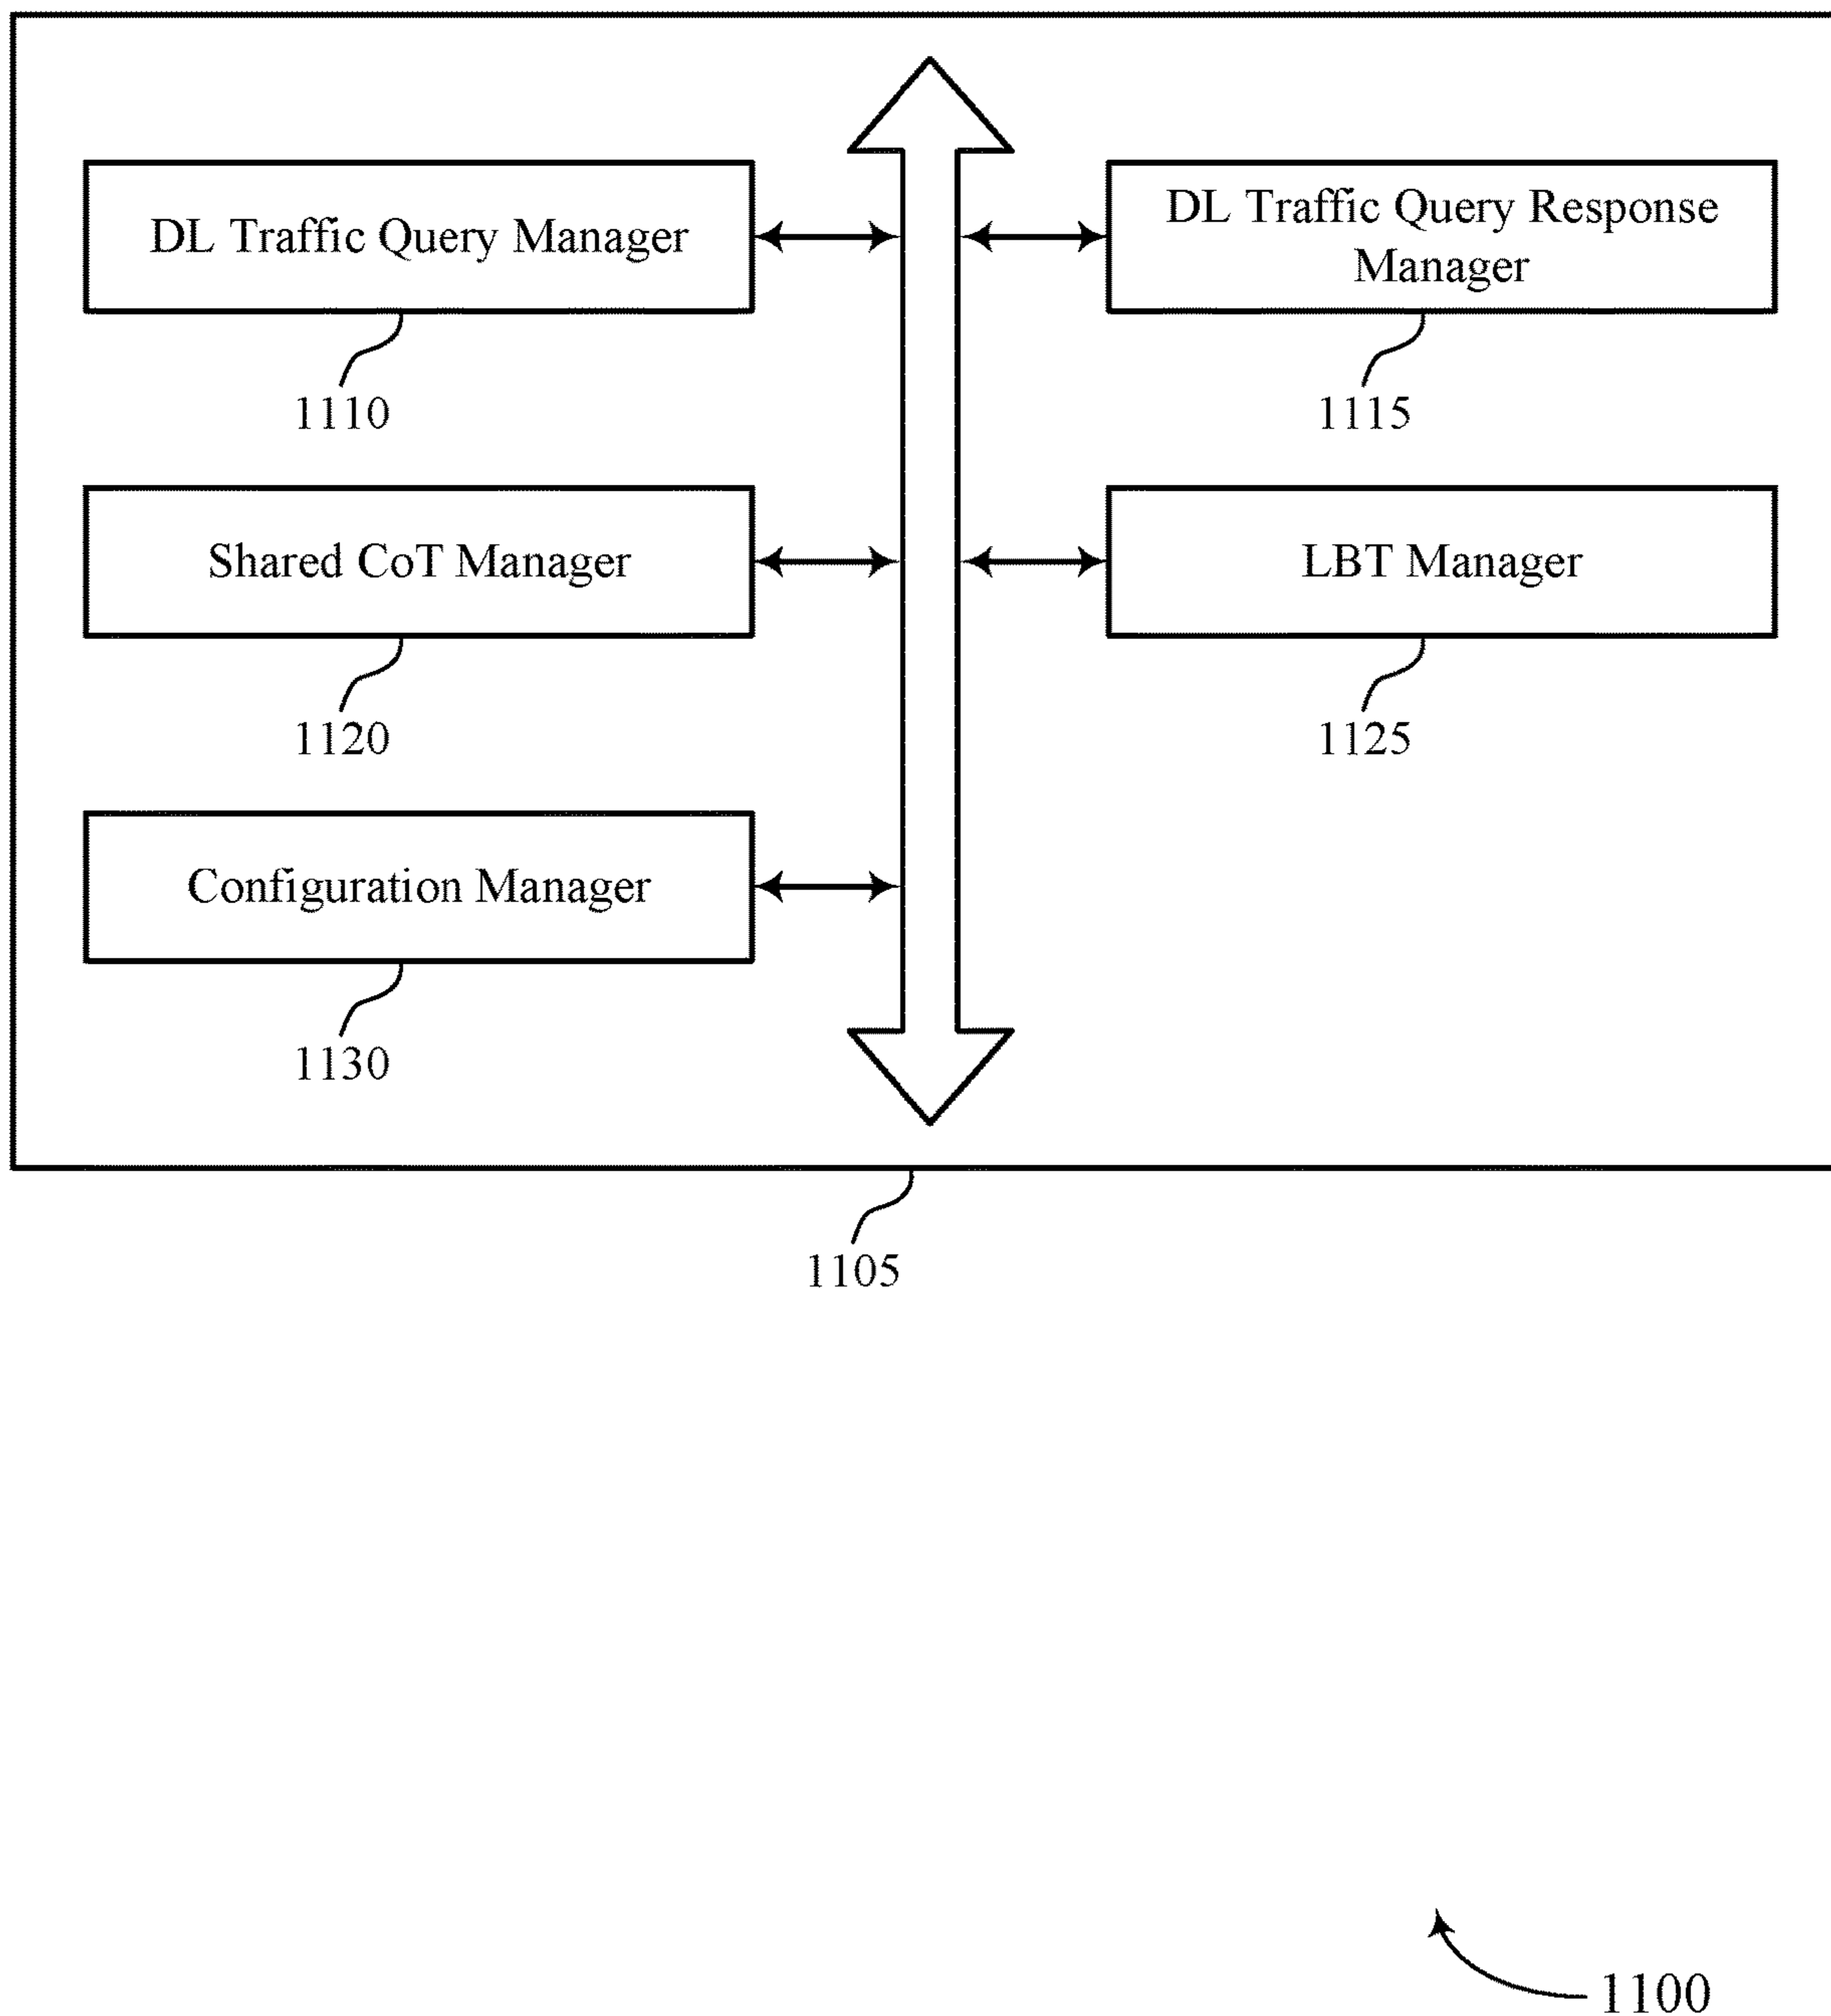 DL Traffic Query Manager
1110
DL Traffic Query Response
Manager
1115
Shared CoT Manager
1120
LBT Manager
1125
Configuration Manager
1130
1105
1100